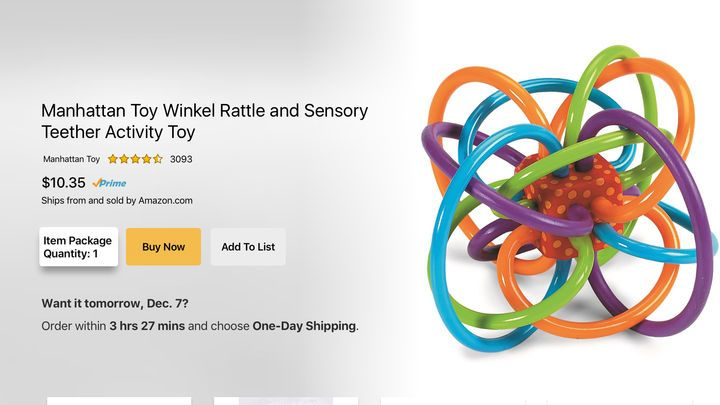 Manhattan Toy Winkel Rattle and Sensory
Teether Activity Toy
Manhattan Toy 3093
$10.35 Prime
Ships from and sold by Amazon.com
Item Package
Quantity: 1
Buy Now
Add To List
Want it tomorrow, Dec. 7?
Order within 3 hrs 27 mins and choose One-Day Shipping.